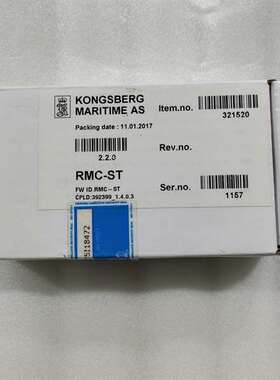 KONGSBERG
MARITIME AS
Item.no.
321520
Packing date : 11.01.2017
Rev.no.
2.2.0
RMC-ST
Ser.no.
FW ID.RMC-ST
CPLD:392399_1.4.0.3
1157
5118472